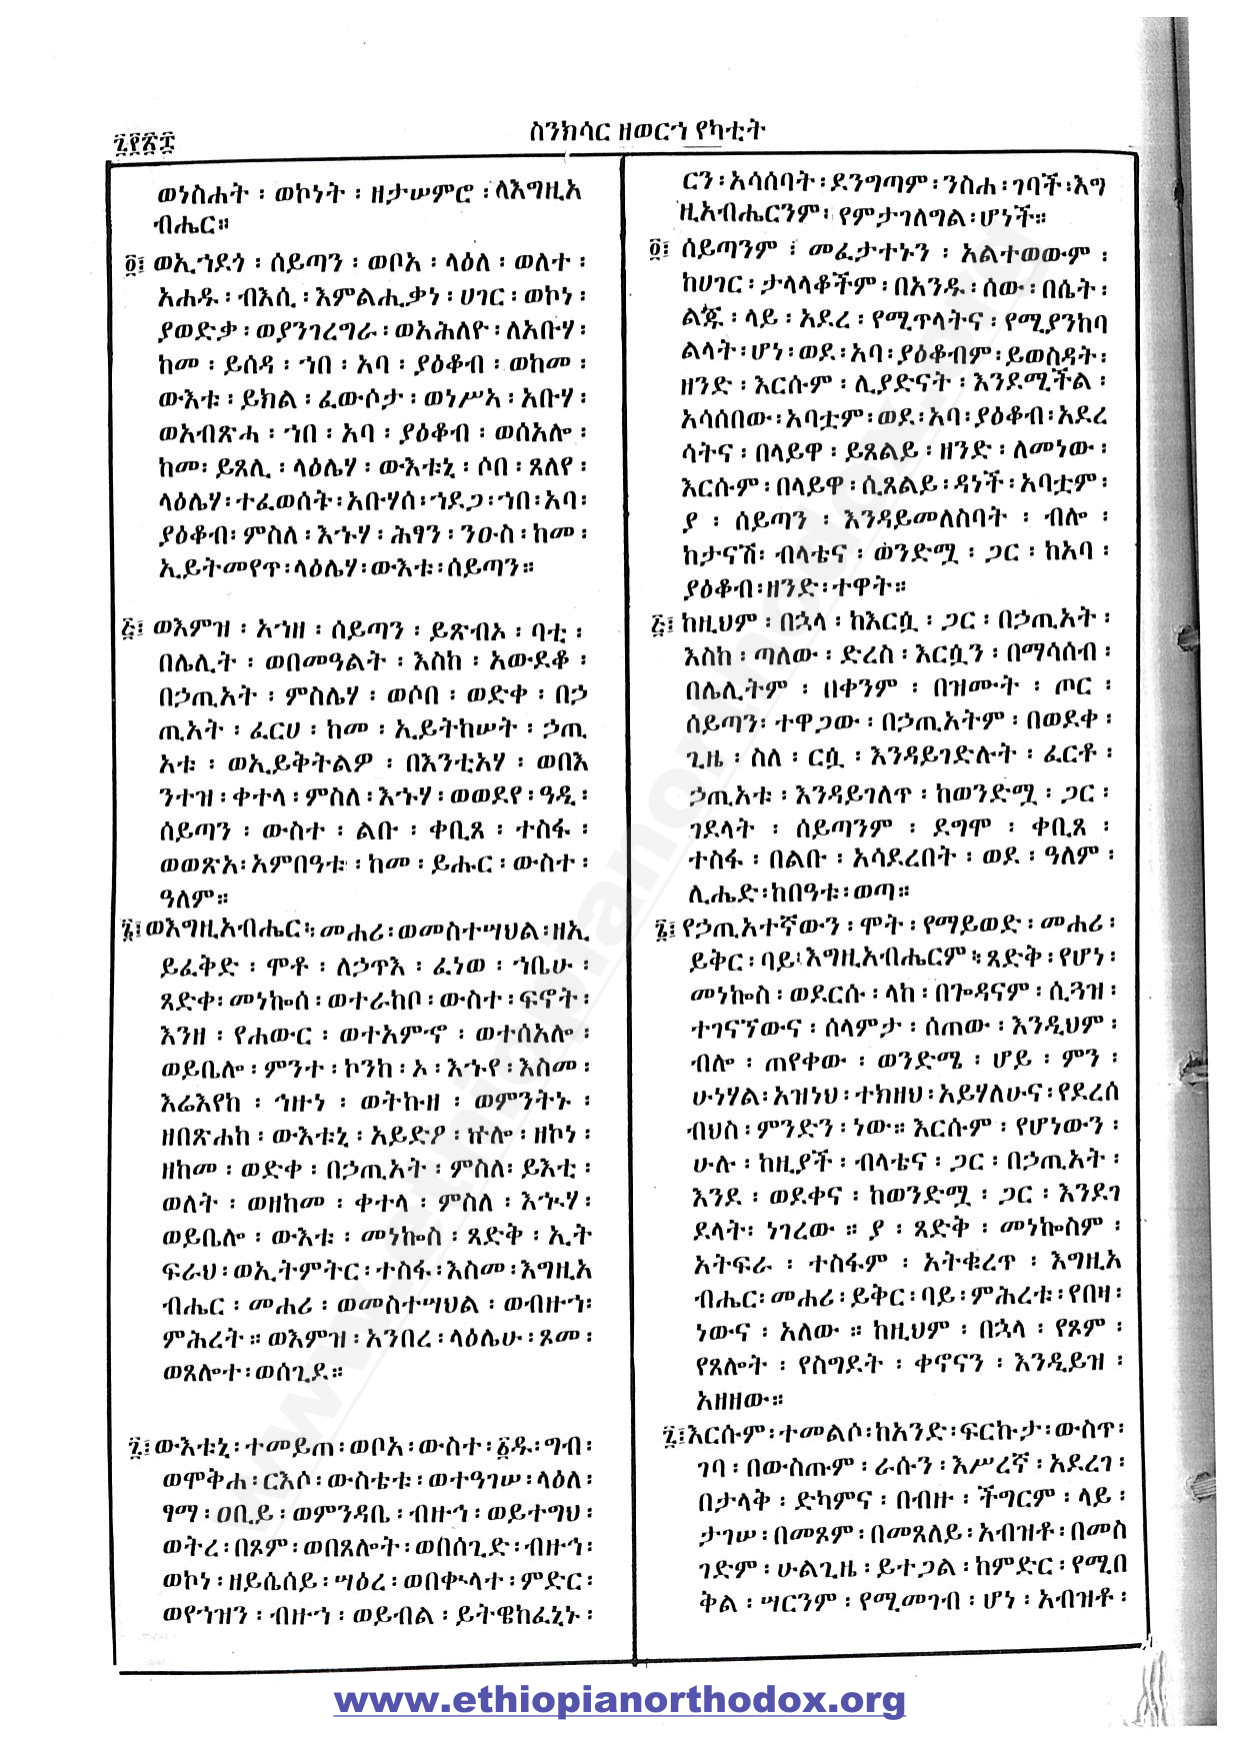 ፯፻፳፰
ስንክሳር ዘወርኀ የካቲት
ወነስሐት ፡ ወኮነት ፡ ዘታሠምሮ ፡ ለእግዚአ
ብሔር።
፬፤ ወኢኀደጎ ፡ ሰይጣን ፡ ወቦአ ፡ ላዕለ ፡ ወለተ ፡
አሐዱ ፡ ብእሲ ፡ እምልሒቃነ ፡ ሀገር ፡ ወኮነ ፡
ያወድቃ ፡ ወያንገረግራ ፡ ወአሕለዮ ፡ ለአቡሃ ፡
ከመ ፡ ይሰዳ ፡ ኀበ ፡ አባ ፡ ያዕቆብ ፡ ወከመ ፡
ውእቱ ፡ ይክል ፡ ፈውሶታ ፡ ወነሥአ ፡ አቡሃ ፡
ወአብጽሓ ፡ ኀበ ፡ አባ ፡ ያዕቆብ ፡ ወሰአሎ ፡
ከመ፡ ይጸሊ ፡ ላዕሌሃ ፡ ውእቱኒ ፡ ሶበ ፡ ጸለየ ፡
ላዕሌሃ ፡ ተፈወሰት ፡ አቡሃሰ ፡ ኀደጋ ፡ ኀበ ፡ አባ ፡
ያዕቆብ ፡ ምስለ ፡ እኁሃ ፡ ሕፃን ፡ ንዑስ ፡ ከመ ፡
ኢይትመየጥ ፡ ላዕሌሃ ፡ ውእቱ ፡ ሰይጣን።
፭፤ ወእምዝ ፡ አኀዘ ፡ ሰይጣን ፡ ይጽብኦ ፡ ባቲ ፡
በሌሊት ፡ ወበመዓልት ፡ እስከ ፡ አውደቆ ፡
በኃጢአት ፡ ምስሌሃ ፡ ወሶበ ፡ ወድቀ ፡ በኃ
ጢአት ፡ ፈርሀ ፡ ከመ ፡ ኢይትከሠት ፡ ኃጢ
አቱ ፡ ወኢይቅትልዎ ፡ በእንቲአሃ ፡ ወበእ
ንተዝ ፡ ቀተላ ፡ ምስለ ፡ እኁሃ ፡ ወወደየ ፡ ዓዲ ፡
ሰይጣን ፡ ውስተ ፡ ልቡ ፡ ቀቢጸ ፡ ተስፋ ፡
ወወጽአ፡ እምበዓቱ ፡ ከመ ፡ ይሑር ፡ ውስተ ፡
ዓለም።
፮፤ ወእግዚአብሔር፡ መሐሪ ፡ ወመስተሣህል ፡ ዘኢ
ይፈቅድ ፡ ሞቶ ፡ ለኃጥእ ፡ ፈነወ ፡ ኀቤሁ ፡
ጻድቀ፡ መነኰሰ ፡ ወተራከቦ ፡ ውስተ ፡ ፍኖት ፡
እንዘ ፡ የሐውር ፡ ወተአምኆ ፡ ወተሰአሎ ፡
ወይቤሎ ፡ ምንተ ፡ ኮንከ ፡ ኦ ፡ እኁየ ፡ እስመ ፡
እሬእየከ ፡ ኅዙነ ፡ ወትኩዘ ፡ ወምንትኑ ፡
ዘበጽሐከ ፡ ውእቱኒ ፡ አይድዖ ፡ ኵሎ ፡ ዘኮነ ፡
ዘከመ ፡ ወድቀ ፡ በኃጢአት ፡ ምስለ፡ ይእቲ ፡
ወለት ፡ ወዘከመ ፡ ቀተላ ፡ ምስለ ፡ እኁሃ ፡
ወይቤሎ ፡ ውእቱ ፡ መነኰስ ፡ ጻድቅ ፡ ኢት
ፍራህ ፡ ወኢትምትር ፡ ተስፋ ፡ እስመ ፡ እግዚአ
ብሔር ፡ መሐሪ ፡ ወመስተሣህል ፡ ወብዙኀ፡
ምሕረት ። ወእምዝ ፡ አንበረ ፡ ላዕሌሁ ፡ ጾመ ፡
ወጸሎተ ፡ ወሰጊደ።
፯፤ ውእቱኒ ፡ ተመይጠ ፡ ወቦአ ፡ ውስተ ፡ ፩ዱ ፡ ግብ ፡
ወሞቅሐ ፡ ርእሶ ፡ ውስቴቱ ፡ ወተዓገሠ ፡ ላዕለ ፡
ፃማ ፡ ዐቢይ ፡ ወምንዳቤ ፡ ብዙኅ ፡ ወይተግህ ፡
ወትረ ፡ በጾም ፡ ወበጸሎት ፡ ወበሰጊድ ፡ ብዙኅ፡
ወኮነ ፡ ዘይሴሰይ ፡ ሣዕረ ፡ ወበቍላተ ፡ ምድር ፡
ወየኀዝን ፡ ብዙኀ ፡ ወይብል ፡ ይትዌከፈኒኑ ፡
ርን ፡ አሳሰባት ፡ ደንግጣም ፡ ንስሐ ፡ ገባች ፡ እግ
ዚአብሔርንም ፡ የምታገለግል ፡ ሆነች።
፬፤ ሰይጣንም ፡ መፈታተኑን ፡ አልተወውም ፡
ከሀገር ፡ ታላላቆችም ፡ በአንዱ ፡ ሰው ፡ በሴት ፡
ልጁ ፡ ላይ ፡ አደረ ፡ የሚጥላትና ፡ የሚያንከባ
ልላት ፡ ሆነ ፡ ወደ ፡ አባ ፡ ያዕቆብም ፡ ይወስዳት፡
ዘንድ ፡ እርሱም ፡ ሊያድናት ፡ እንደሚችል ፡
አሳሰበው ፡ አባቷም ፡ ወደ ፡ አባ ፡ ያዕቆብ ፡ አደረ
ሳትና ፡ በላይዋ ፡ ይጸልይ ፡ ዘንድ ፡ ለመነው ፡
እርሱም ፡ በላይዋ ፡ ሲጸልይ ፡ ዳነች ፡ አባቷም ፡
ያ ፡ ሰይጣን ፡ እንዳይመለስባት ፡ ብሎ ፡
ከታናሽ፡ ብላቴና ፡ ወንድሟ ፡ ጋር ፡ ከአባ ፡
ያዕቆብ ፡ ዘንድ ፡ ተዋት።
፭፤ ከዚህም ፡ በኋላ ፡ ከእርሷ ፡ ጋር ፡ በኃጢአት ፡
እስከ ፡ ጣለው ፡ ድረስ ፡ እርሷን ፡ በማሳሰብ ፡
በሌሊትም ፡ በቀንም ፡ በዝሙት ፡ ጦር ፡
ሰይጣን፡ ተዋጋው ፡ በኃጢአትም ፡ በወደቀ ፡
ጊዜ ፡ ስለ ፡ ርሷ ፡ እንዳይገድሉት ፡ ፈርቶ ፡
ኃጢአቱ ፡ እንዳይገለጥ ፡ ከወንድሟ ፡ ጋር ፡
ገደላት ፡ ሰይጣንም ፡ ደግሞ ፡ ቀቢጸ ፡
ተስፋ ፡ በልቡ ፡ አሳደረበት ፡ ወደ ፡ ዓለም ፡
ሊሔድ ፡ ከበዓቱ ፡ ወጣ።
፮፤ የኃጢአተኛውን ፡ ሞት ፡ የማይወድ ፡ መሐሪ ፡
ይቅር ፡ ባይ፡ እግዚአብሔርም ፡ ጻድቅ ፡ የሆነ ፡
መነኰስ ፡ ወደርሱ ፡ ላከ ፡ በጐዳናም ፡ ሲጓዝ ፡
ተገናኘውና ፡ ሰላምታ ፡ ሰጠው ፡ እንዲህም ፡
ብሎ ፡ ጠየቀው ፡ ወንድሜ ፡ ሆይ ፡ ምን ፡
ሁነሃል ፡ አዝነህ ፡ ተክዘህ ፡ አይሃለሁና ፡ የደረሰ
ብህስ ፡ ምንድን ፡ ነው። እርሱም ፡ የሆነውን ፡
ሁሉ ፡ ከዚያች ፡ ብላቴና ፡ ጋር ፡ በኃጢአት ፡
እንደ ፡ ወደቀና ፡ ከወንድሟ ፡ ጋር ፡ እንደገ
ደላት፡ ነገረው ። ያ ፡ ጻድቅ ፡ መነኰስም ፡
አትፍራ ፡ ተስፋም ፡ አትቁረጥ ፡ እግዚአ
ብሔር፡ መሐሪ ፡ ይቅር ፡ ባይ ፡ ምሕረቱ ፡ የበዛ ፡
ነውና ፡ አለው ። ከዚህም ፡ በኋላ ፡ የጾም ፡
የጸሎት ፡ የስግደት ፡ ቀኖናን ፡ እንዲይዝ ፡
አዘዘው።
፯፤ እርሱም ፡ ተመልሶ ፡ ከአንድ ፡ ፍርኩታ ፡ ውስጥ ፡
ገባ ፡ በውስጡም ፡ ራሱን ፡ እሥረኛ ፡ አደረገ ፡
በታላቅ ፡ ድካምና ፡ በብዙ ፡ ችግርም ፡ ላይ ፡
ታገሠ ፡ በመጾም ፡ በመጸለይ ፡ አብዝቶ ፡ በመስ
ገድም ፡ ሁልጊዜ ፡ ይተጋል ፡ ከምድር ፡ የሚበ
ቅል ፡ ሣርንም ፡ የሚመገብ ፡ ሆነ ፡ አብዝቶ ፡
www.ethiopianorthodox.org
www.ethiopianorthodox.org